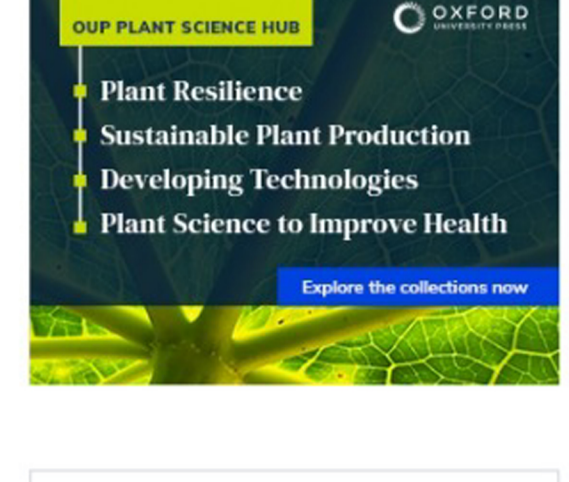 OUP PLANT SCIENCE HUB
OXFORD
UNIVERSITY PRESS
Plant Resilience
Sustainable Plant Production
Developing Technologies
Plant Science to Improve Health
Explore the collections now